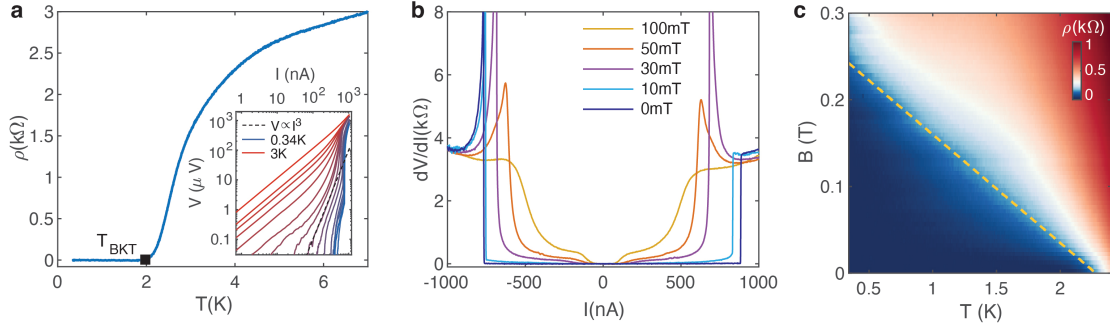 a
3
2.5
2
1.5
1
0.5
0
ρ(kΩ)
0
2
4
6
T(K)
T_BKT
I (nA)
1
10
10²
10³
V∝I³
0.34K
3K
V (μ V)
10³
10²
10
1
0.1
b
8
6
4
2
0
dV/dI(kΩ)
100mT
50mT
30mT
10mT
0mT
-1000
-500
0
500
1000
I(nA)
c
0.3
0.2
0.1
0
B (T)
ρ(kΩ)
1
0.5
0
0.5
1
1.5
2
T (K)